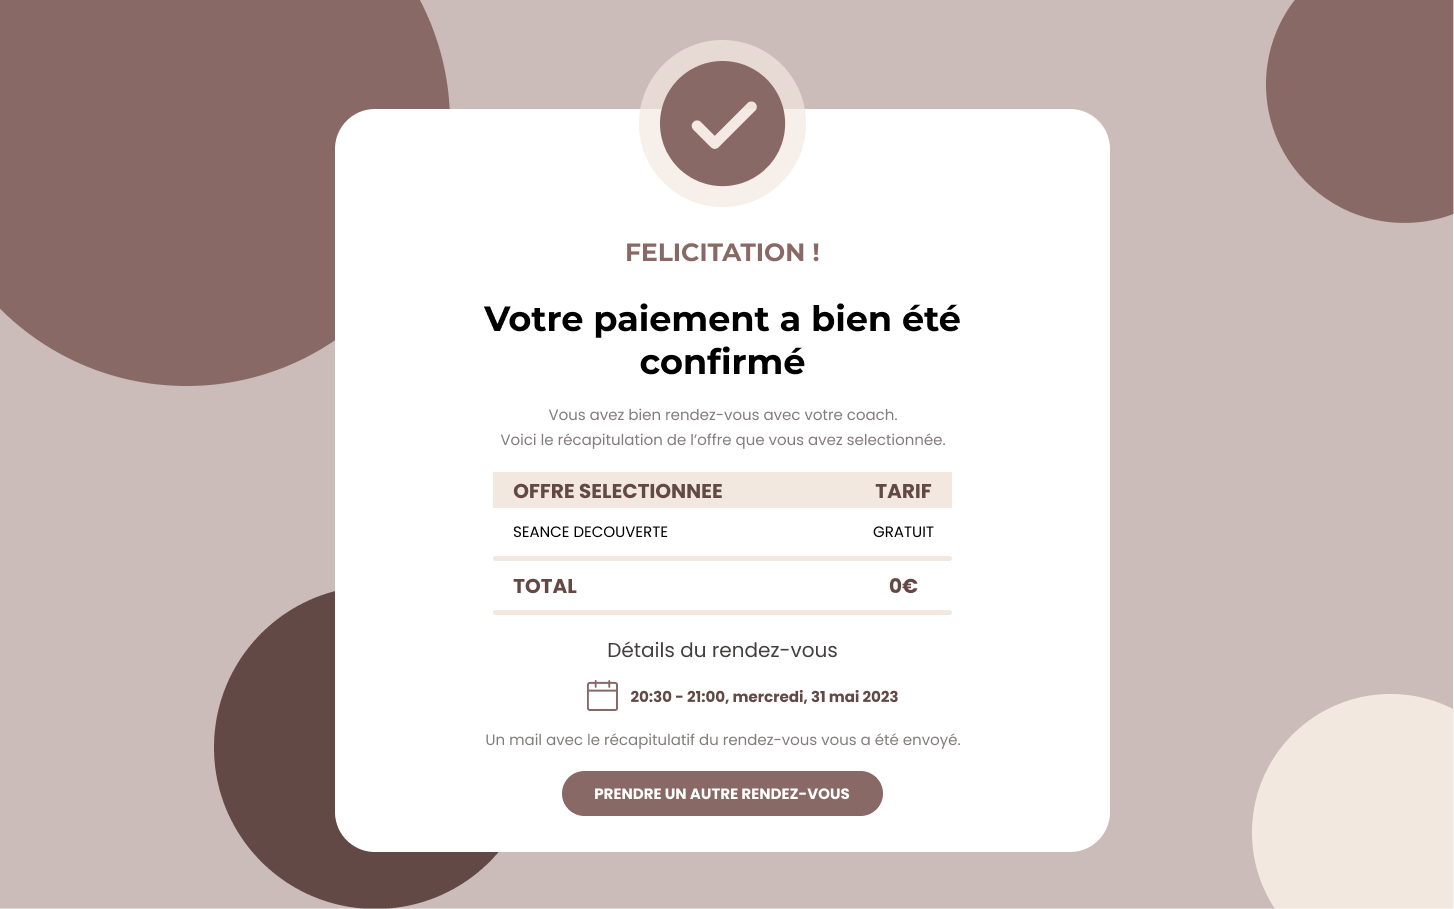 FELICITATION !
Votre paiement a bien été
confirmé
Vous avez bien rendez-vous avec votre coach.
Voici le récapitulation de l'offre que vous avez selectionnée.
OFFRE SELECTIONNEE TARIF
SEANCE DECOUVERTE GRATUIT
TOTAL 0€
Détails du rendez-vous
20:30 - 21:00, mercredi, 31 mai 2023
Un mail avec le récapitulatif du rendez-vous vous a été envoyé.
PRENDRE UN AUTRE RENDEZ-VOUS